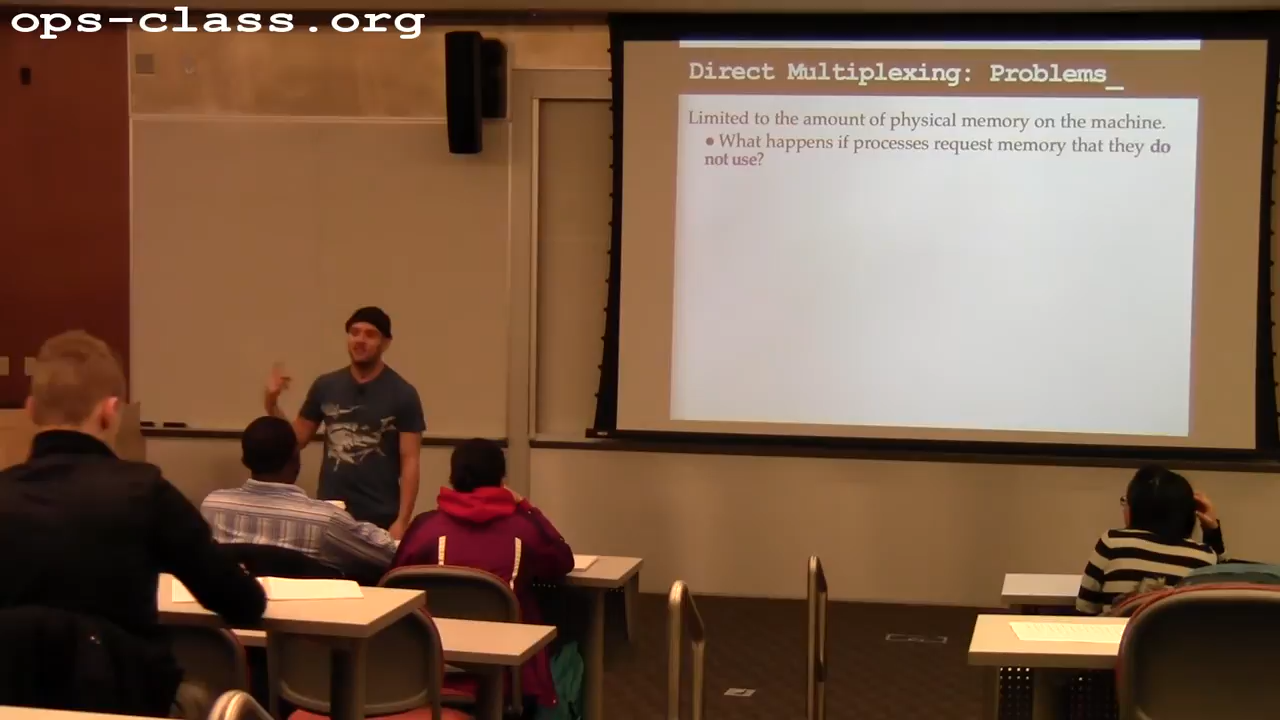 ops-class.org
Direct Multiplexing: Problems_
Limited to the amount of physical memory on the machine.
• What happens if processes request memory that they do
not use?